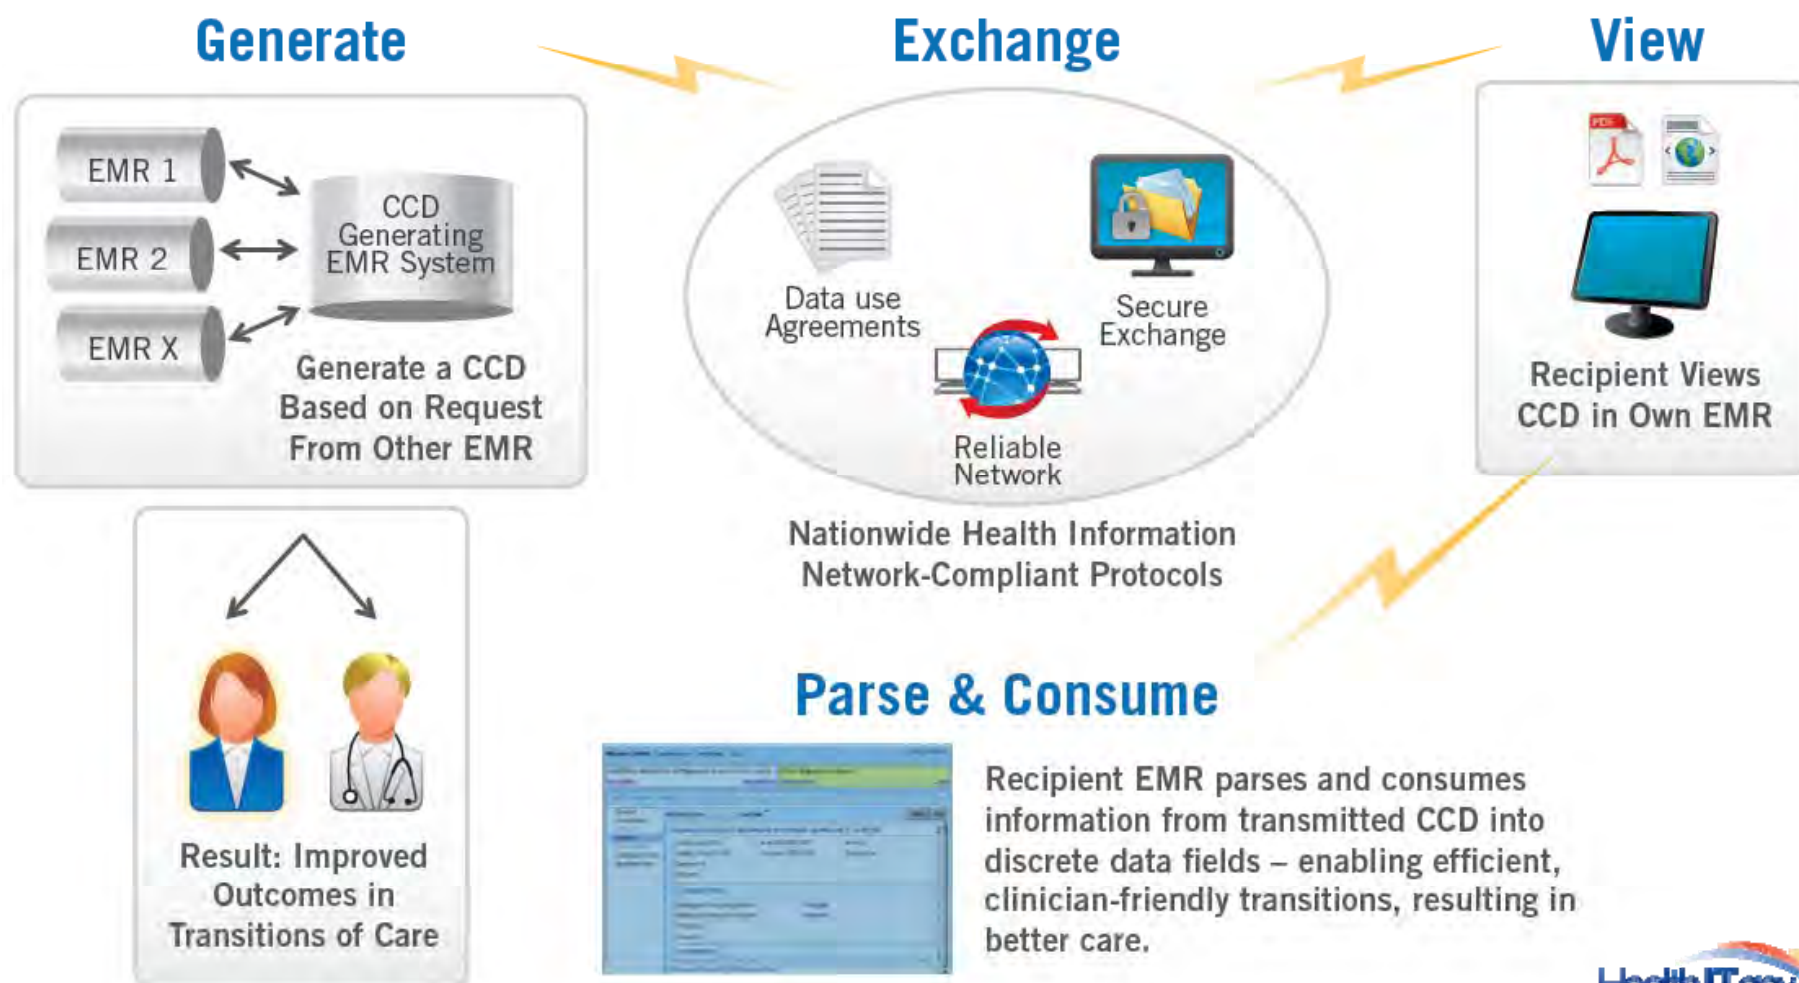 Generate
Exchange
View
EMR 1
EMR 2
EMR X
CCD
Generating
EMR System
Generate a CCD
Based on Request
From Other EMR
Data use
Agreements
Secure
Exchange
Reliable
Network
Nationwide Health Information
Network-Compliant Protocols
PDF
Recipient Views
CCD in Own EMR
Result: Improved
Outcomes in
Transitions of Care
Parse & Consume
Recipient EMR parses and consumes
information from transmitted CCD into
discrete data fields – enabling efficient,
clinician-friendly transitions, resulting in
better care.